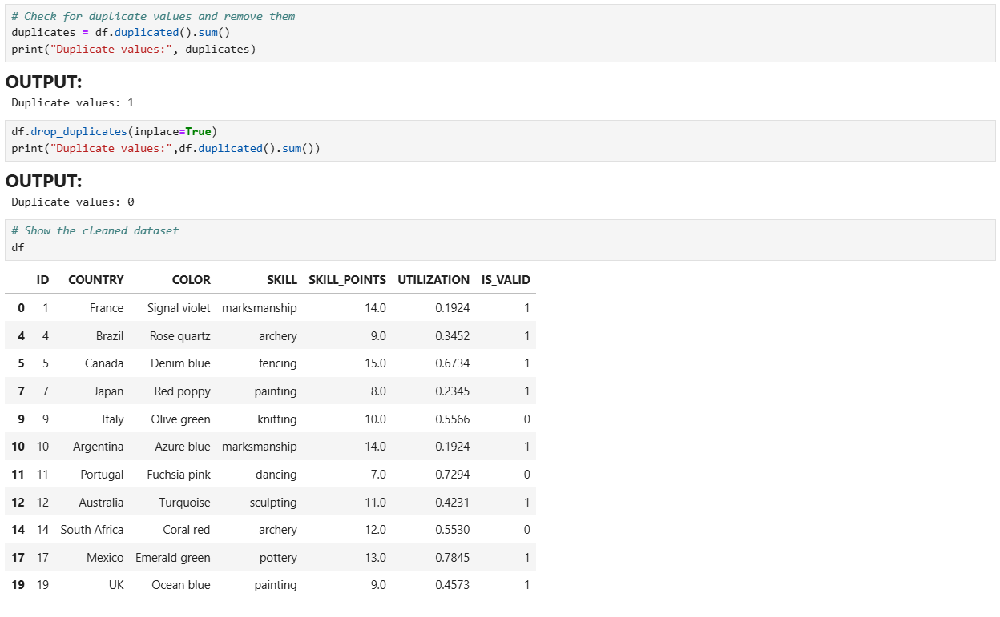 # Check for duplicate values and remove them
duplicates = df.duplicated().sum()
print("Duplicate values:", duplicates)
OUTPUT:
Duplicate values: 1
df.drop_duplicates(inplace=True)
print("Duplicate values:",df.duplicated().sum())
OUTPUT:
Duplicate values: 0
# Show the cleaned dataset
df
ID COUNTRY COLOR SKILL SKILL_POINTS UTILIZATION IS_VALID
0 1 France Signal violet marksmanship 14.0 0.1924 1
4 4 Brazil Rose quartz archery 9.0 0.3452 1
5 5 Canada Denim blue fencing 15.0 0.6734 1
7 7 Japan Red poppy painting 8.0 0.2345 1
9 9 Italy Olive green knitting 10.0 0.5566 0
10 10 Argentina Azure blue marksmanship 14.0 0.1924 1
11 11 Portugal Fuchsia pink dancing 7.0 0.7294 0
12 12 Australia Turquoise sculpting 11.0 0.4231 1
14 14 South Africa Coral red archery 12.0 0.5530 0
17 17 Mexico Emerald green pottery 13.0 0.7845 1
19 19 UK Ocean blue painting 9.0 0.4573 1